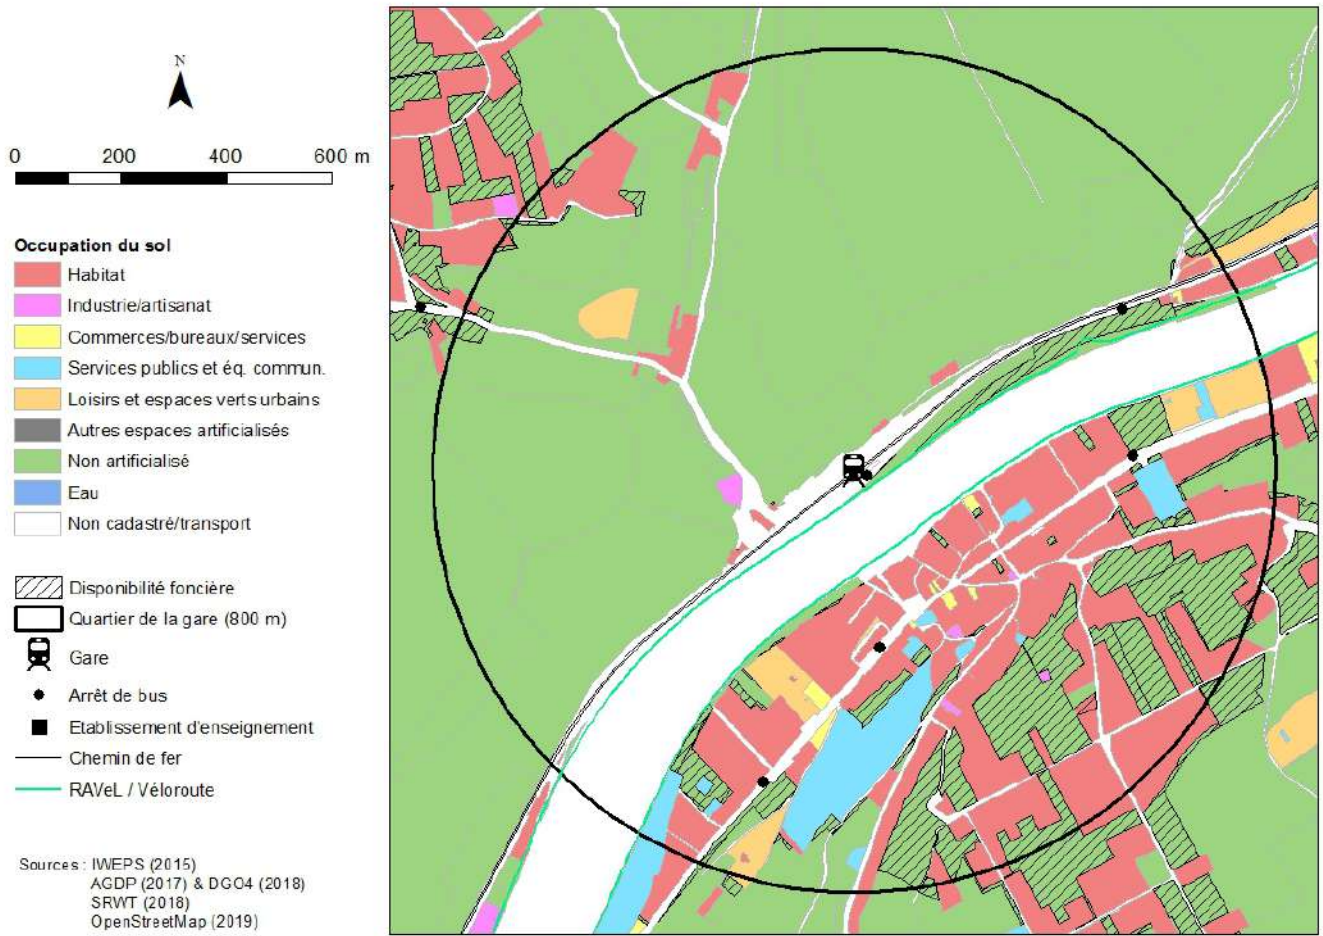 N
0 200 400 600 m
Occupation du sol
Habitat
Industrie/artisanat
Commerces/bureaux/services
Services publics et éq. commun.
Loisirs et espaces verts urbains
Autres espaces artificialisés
Non artificialisé
Eau
Non cadastré/transport
Disponibilité foncière
Quartier de la gare (800 m)
Gare
Arrêt de bus
Etablissement d'enseignement
Chemin de fer
RAVeL / Véloroute
Sources : IWEPS (2015)
AGDP (2017) & DGO4 (2018)
SRWT (2018)
OpenStreetMap (2019)